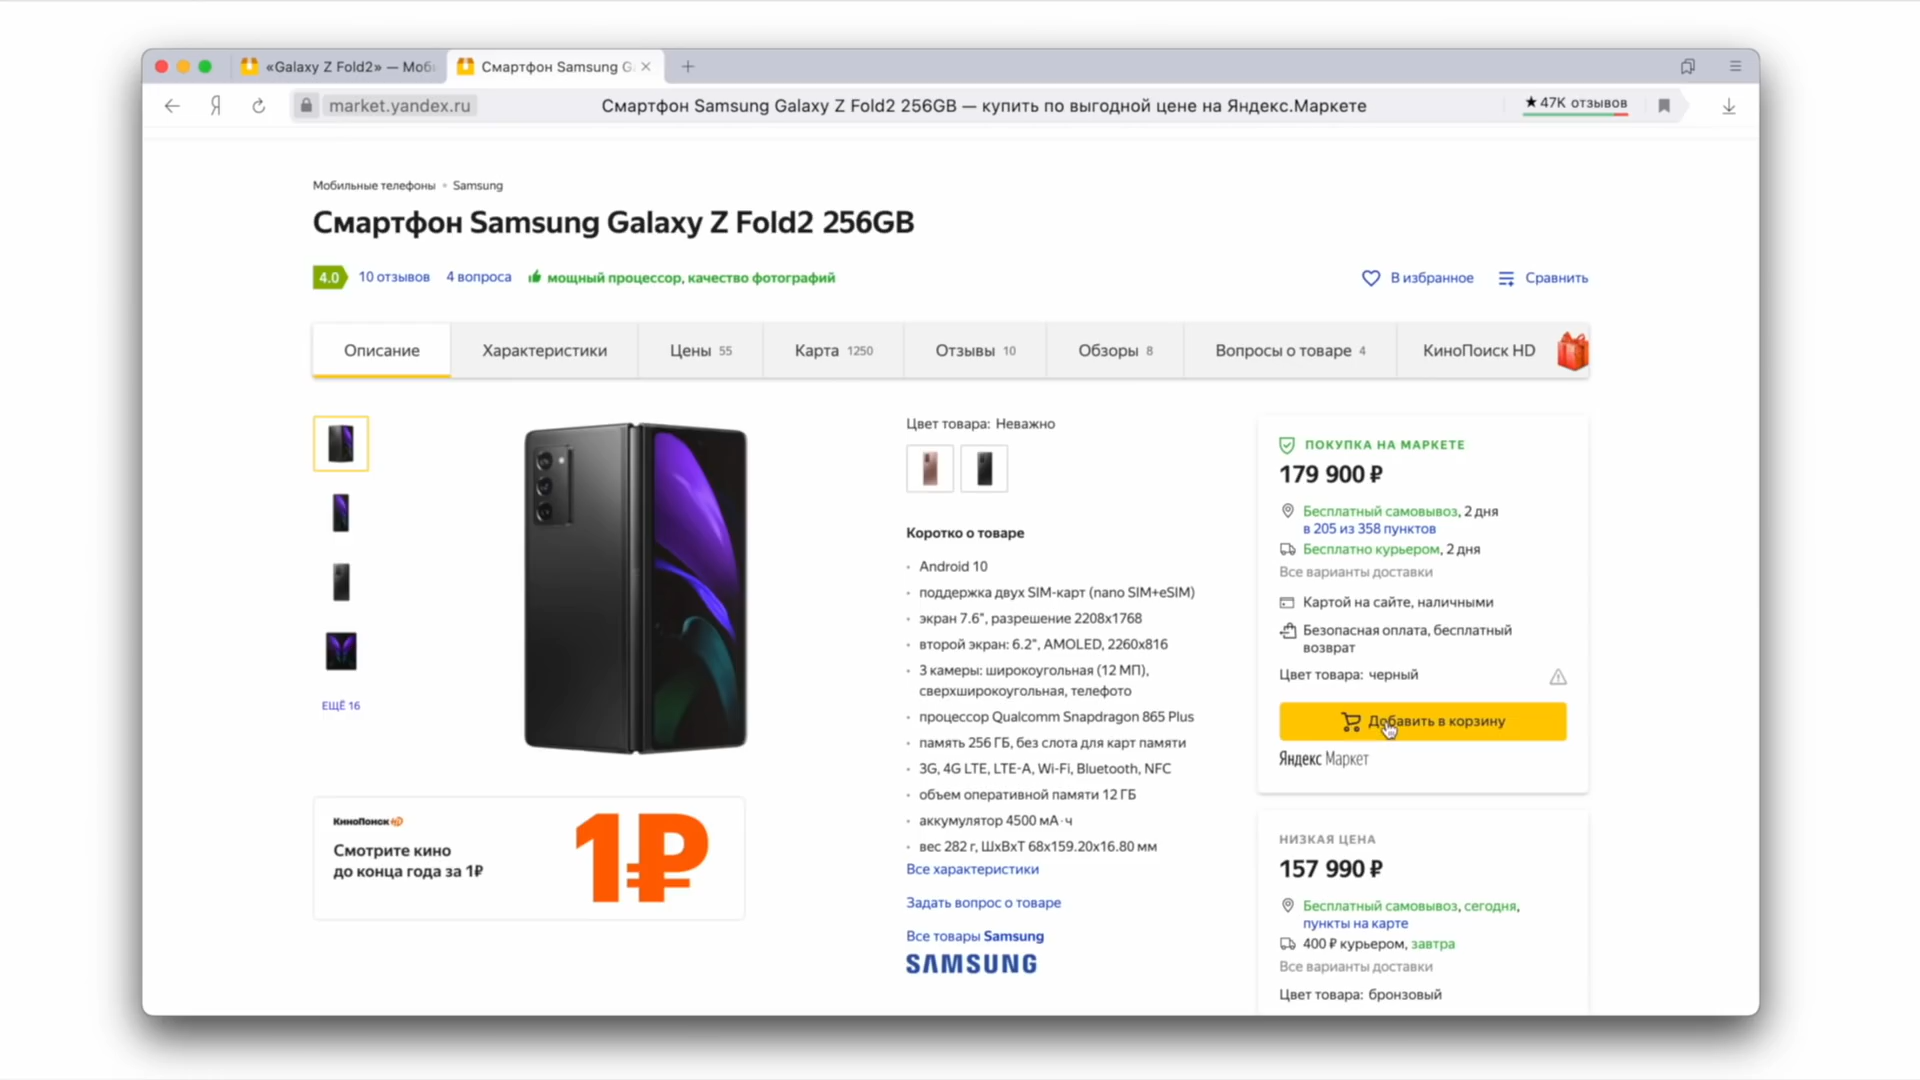 «Galaxy Z Fold2» — Моб
Смартфон Samsung G
Я
market.yandex.ru
Смартфон Samsung Galaxy Z Fold2 256GB — купить по выгодной цене на Яндекс.Маркете
★ 47К отзывов
Мобильные телефоны • Samsung
Смартфон Samsung Galaxy Z Fold2 256GB
4.0 10 отзывов 4 вопроса мощный процессор, качество фотографий
В избранное Сравнить
Описание Характеристики Цены 55 Карта 1250 Отзывы 10 Обзоры 8 Вопросы о товаре 4 КиноПоиск HD
ЕЩЁ 16
КиноПоиск HD
Смотрите кино
до конца года за 1₽
1₽
Цвет товара: Неважно
Коротко о товаре
• Android 10
• поддержка двух SIM-карт (nano SIM+eSIM)
• экран 7.6", разрешение 2208x1768
• второй экран: 6.2", AMOLED, 2260x816
• 3 камеры: широкоугольная (12 МП),
сверхширокоугольная, телефото
• процессор Qualcomm Snapdragon 865 Plus
• память 256 ГБ, без слота для карт памяти
• 3G, 4G LTE, LTE-A, Wi-Fi, Bluetooth, NFC
• объем оперативной памяти 12 ГБ
• аккумулятор 4500 мА·ч
• вес 282 г, ШxВxТ 68x159.20x16.80 мм
Все характеристики
Задать вопрос о товаре
Все товары Samsung
SAMSUNG
ПОКУПКА НА МАРКЕТЕ
179 900 ₽
Бесплатный самовывоз, 2 дня
в 205 из 358 пунктов
Бесплатно курьером, 2 дня
Все варианты доставки
Картой на сайте, наличными
Безопасная оплата, бесплатный
возврат
Цвет товара: черный
Добавить в корзину
Яндекс Маркет
НИЗКАЯ ЦЕНА
157 990 ₽
Бесплатный самовывоз, сегодня,
пункты на карте
400 ₽ курьером, завтра
Все варианты доставки
Цвет товара: бронзовый